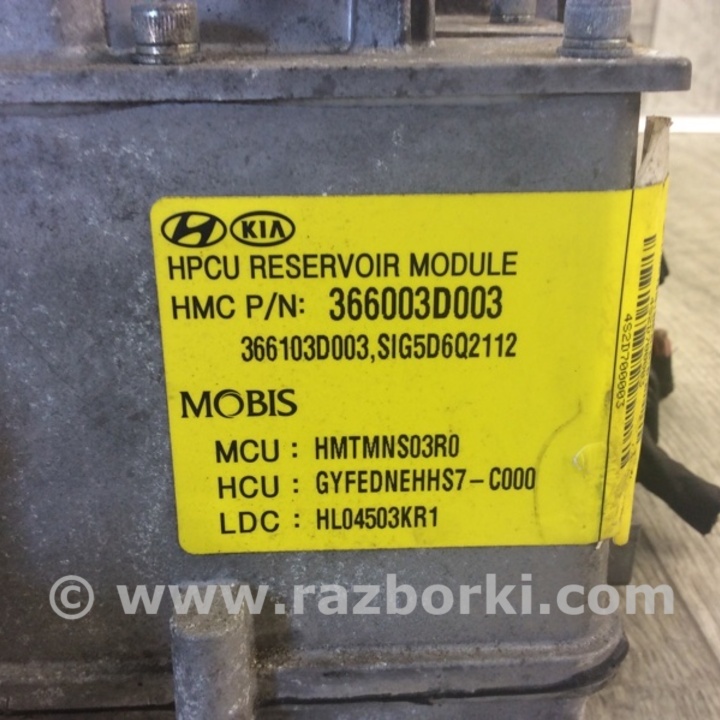 KIA
HPCU RESERVOIR MODULE
HMC P/N: 366003D003
366103D003,SIG5D6Q2112
MOBIS
MCU : HMTMNS03R0
HCU : GYFEDNEHHS7-C000
LDC : HL04503KR1
4S2D700003
© www.razborki.com